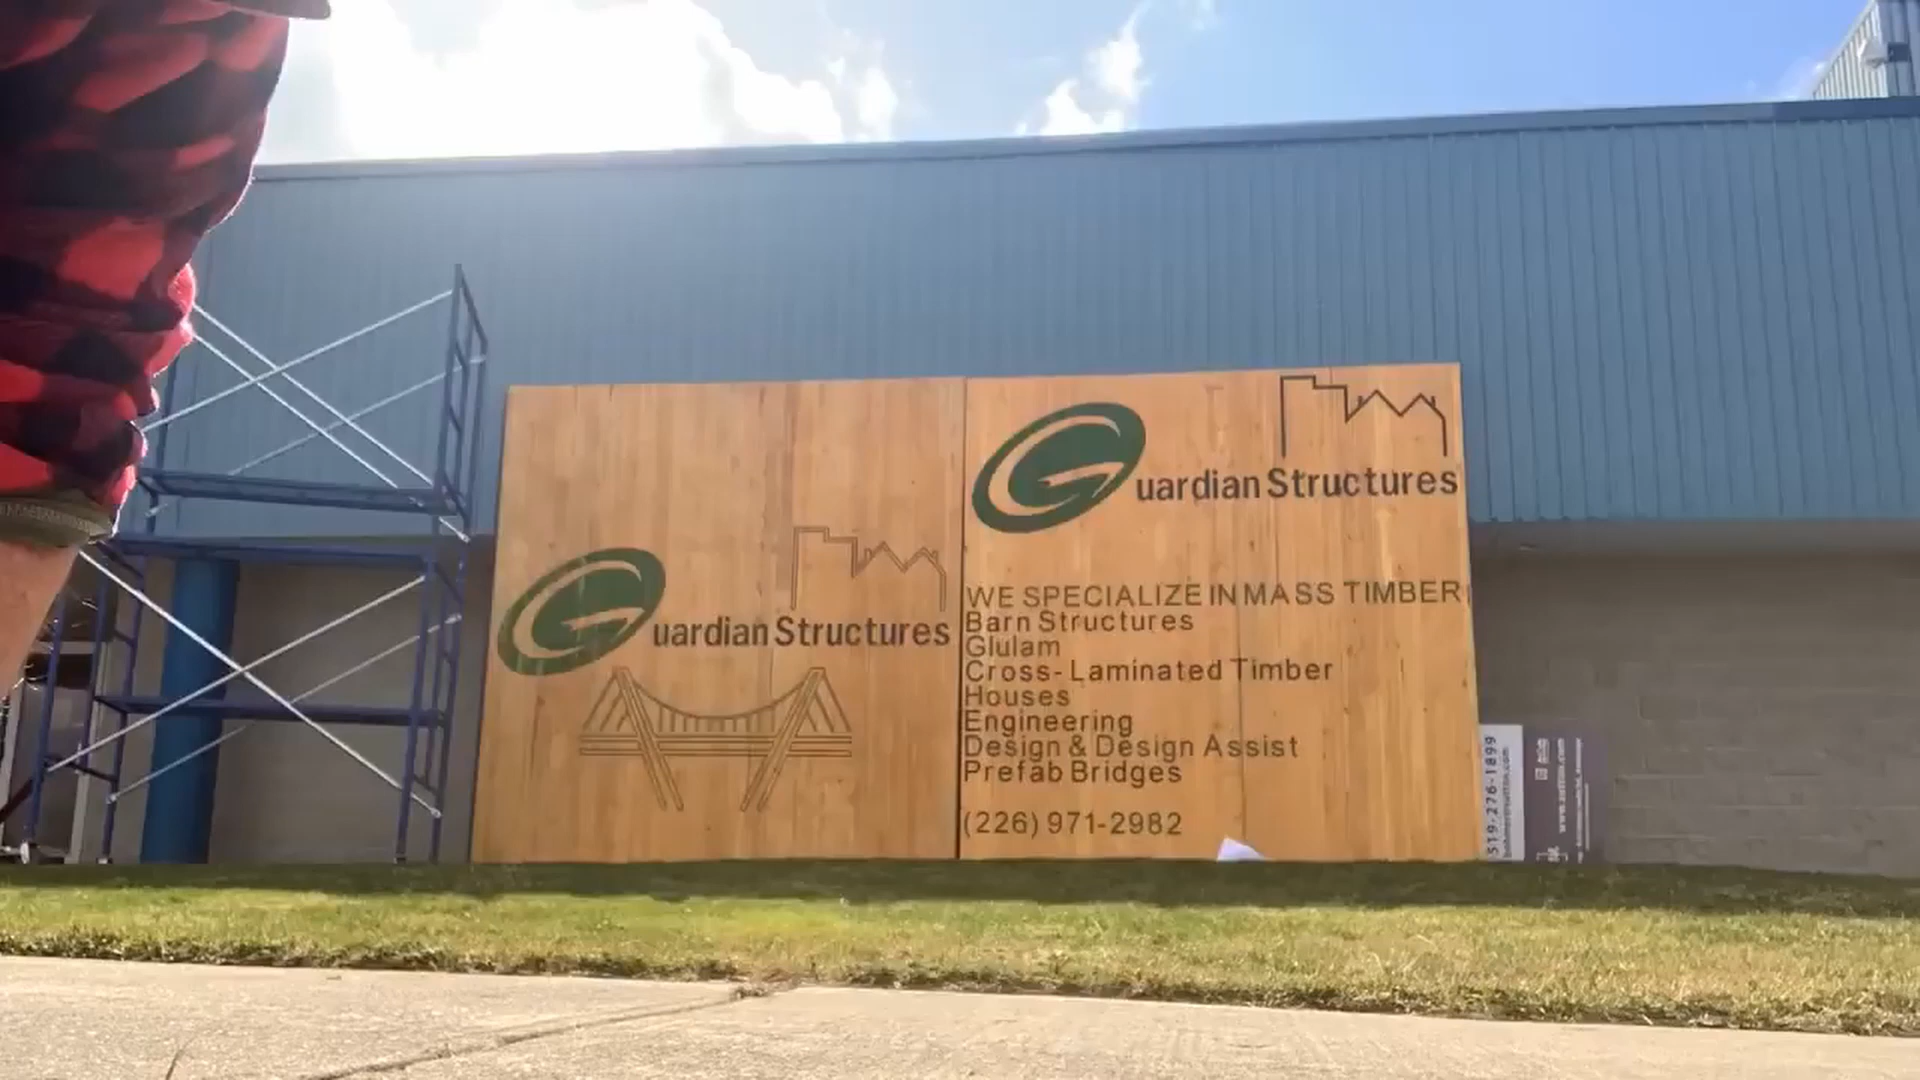 Guardian Structures
Guardian Structures
WE SPECIALIZE IN MASS TIMBER
Barn Structures
Glulam
Cross-Laminated Timber
Houses
Engineering
Design & Design Assist
Prefab Bridges
(226) 971-2982
519-276-1899